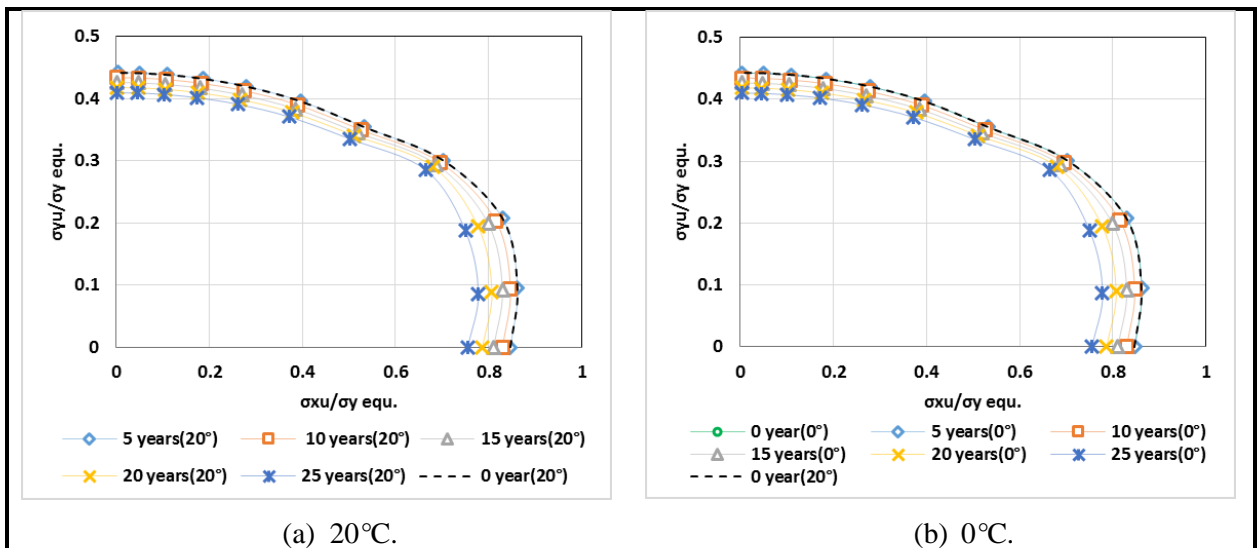 0.5
0.4
0.3
0.2
0.1
0
σyu/σy equ.
0 0.2 0.4 0.6 0.8 1
σxu/σy equ.
5 years(20°) 10 years(20°) 15 years(20°)
20 years(20°) 25 years(20°) 0 year(20°)
(a) 20°C.
0.5
0.4
0.3
0.2
0.1
0
σyu/σy equ.
0 0.2 0.4 0.6 0.8 1
σxu/σy equ.
0 year(0°) 5 years(0°) 10 years(0°)
15 years(0°) 20 years(0°) 25 years(0°)
0 year(20°)
(b) 0°C.